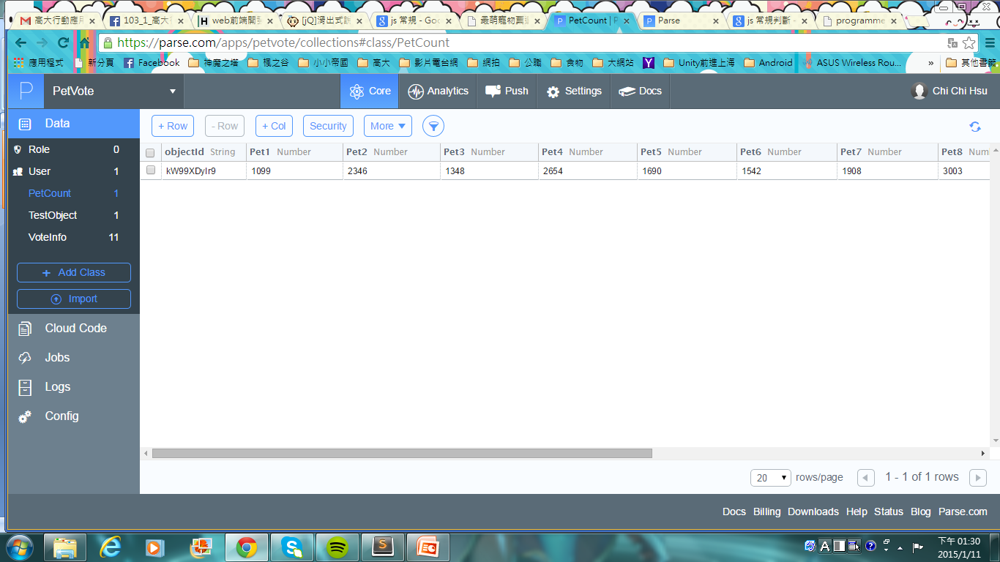 高大行動應用
103_1_高大
web前端開發
[jQ]滑出式
js 常規 - Goo
最萌寵物票選
PetCount | P
Parse
js 常規判斷 -
programme
https://parse.com/apps/petvote/collections#class/PetCount
應用程式 新分頁 Facebook 神魔之塔 楓之谷 小小帝國 高大 影片電台網 網拍 公職 食物 大網站 Unity前進上海 Android ASUS Wireless Rou... » 其他書籤
P PetVote Core Analytics Push Settings Docs Chi Chi Hsu
Data
Role 0
User 1
PetCount 1
TestObject 1
VoteInfo 11
+ Add Class
Import
Cloud Code
Jobs
Logs
Config
+ Row - Row + Col Security More
objectId String Pet1 Number Pet2 Number Pet3 Number Pet4 Number Pet5 Number Pet6 Number Pet7 Number Pet8 Num
1099 2346 1348 2654 1690 1542 1908 3003
20 rows/page 1 - 1 of 1 rows
Docs Billing Downloads Help Status Blog Parse.com
下午 01:30
2015/1/11